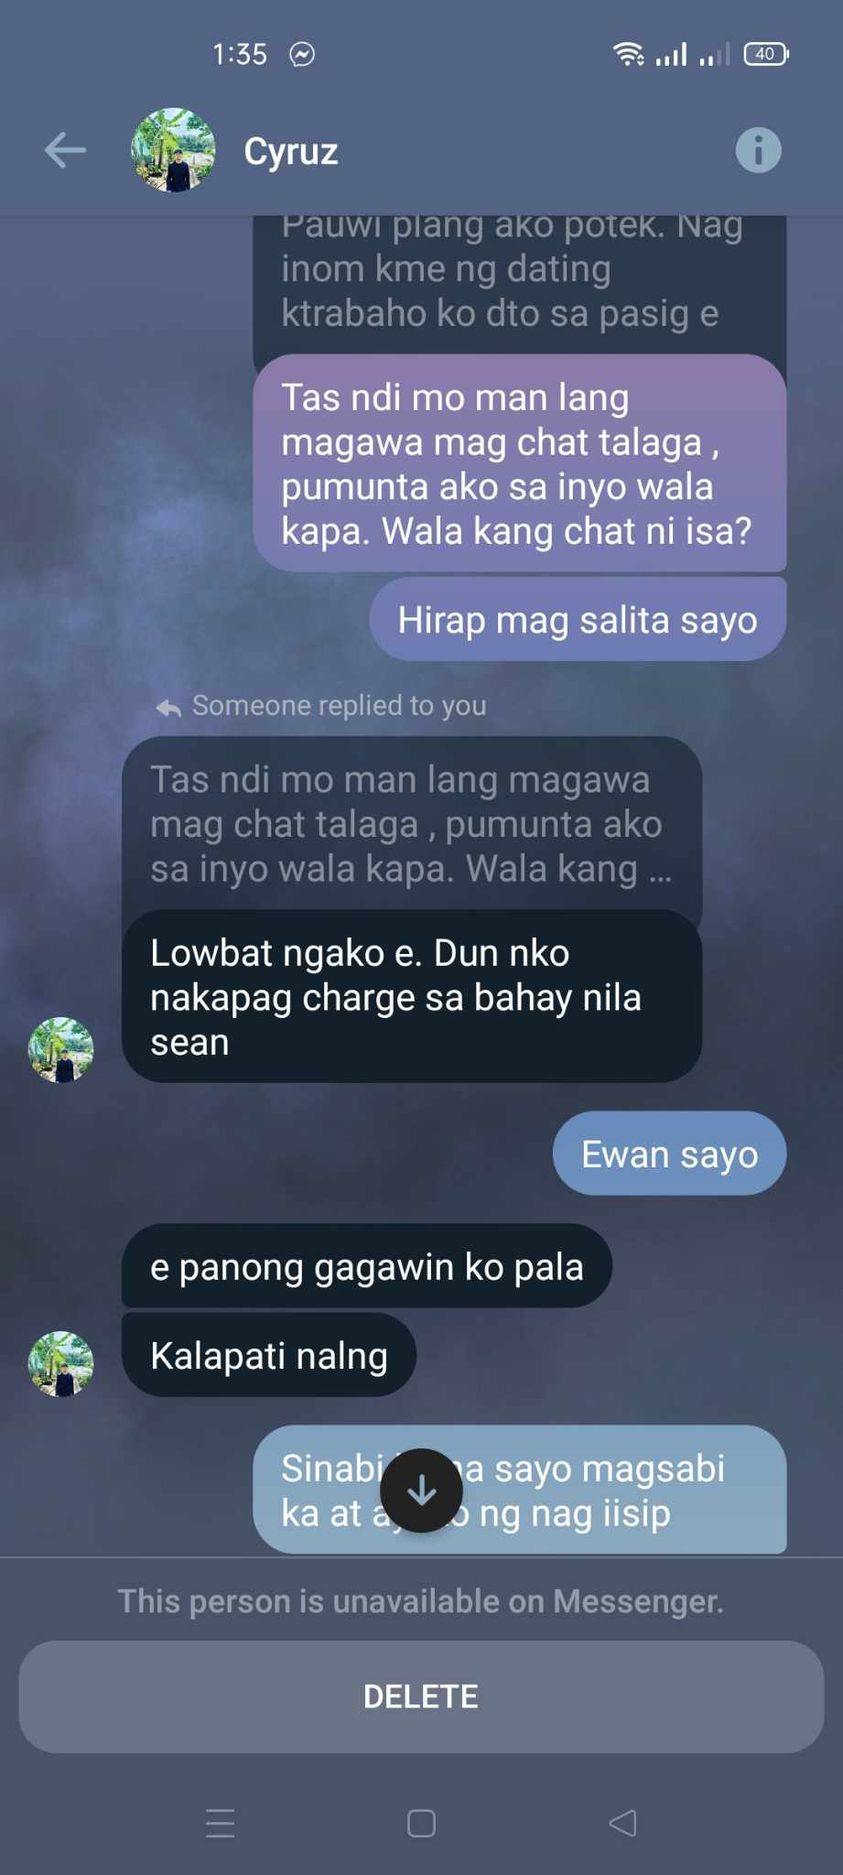 1:35
40
Cyruz
Pauwi plang ako potek. Nag
inom kme ng dating
ktrabaho ko dto sa pasig e
Tas ndi mo man lang
magawa mag chat talaga ,
pumunta ako sa inyo wala
kapa. Wala kang chat ni isa?
Hirap mag salita sayo
Someone replied to you
Tas ndi mo man lang magawa
mag chat talaga , pumunta ako
sa inyo wala kapa. Wala kang ...
Lowbat ngako e. Dun nko
nakapag charge sa bahay nila
sean
Ewan sayo
e panong gagawin ko pala
Kalapati nalng
Sinabi sayo magsabi
ka at ng nag iisip
This person is unavailable on Messenger.
DELETE